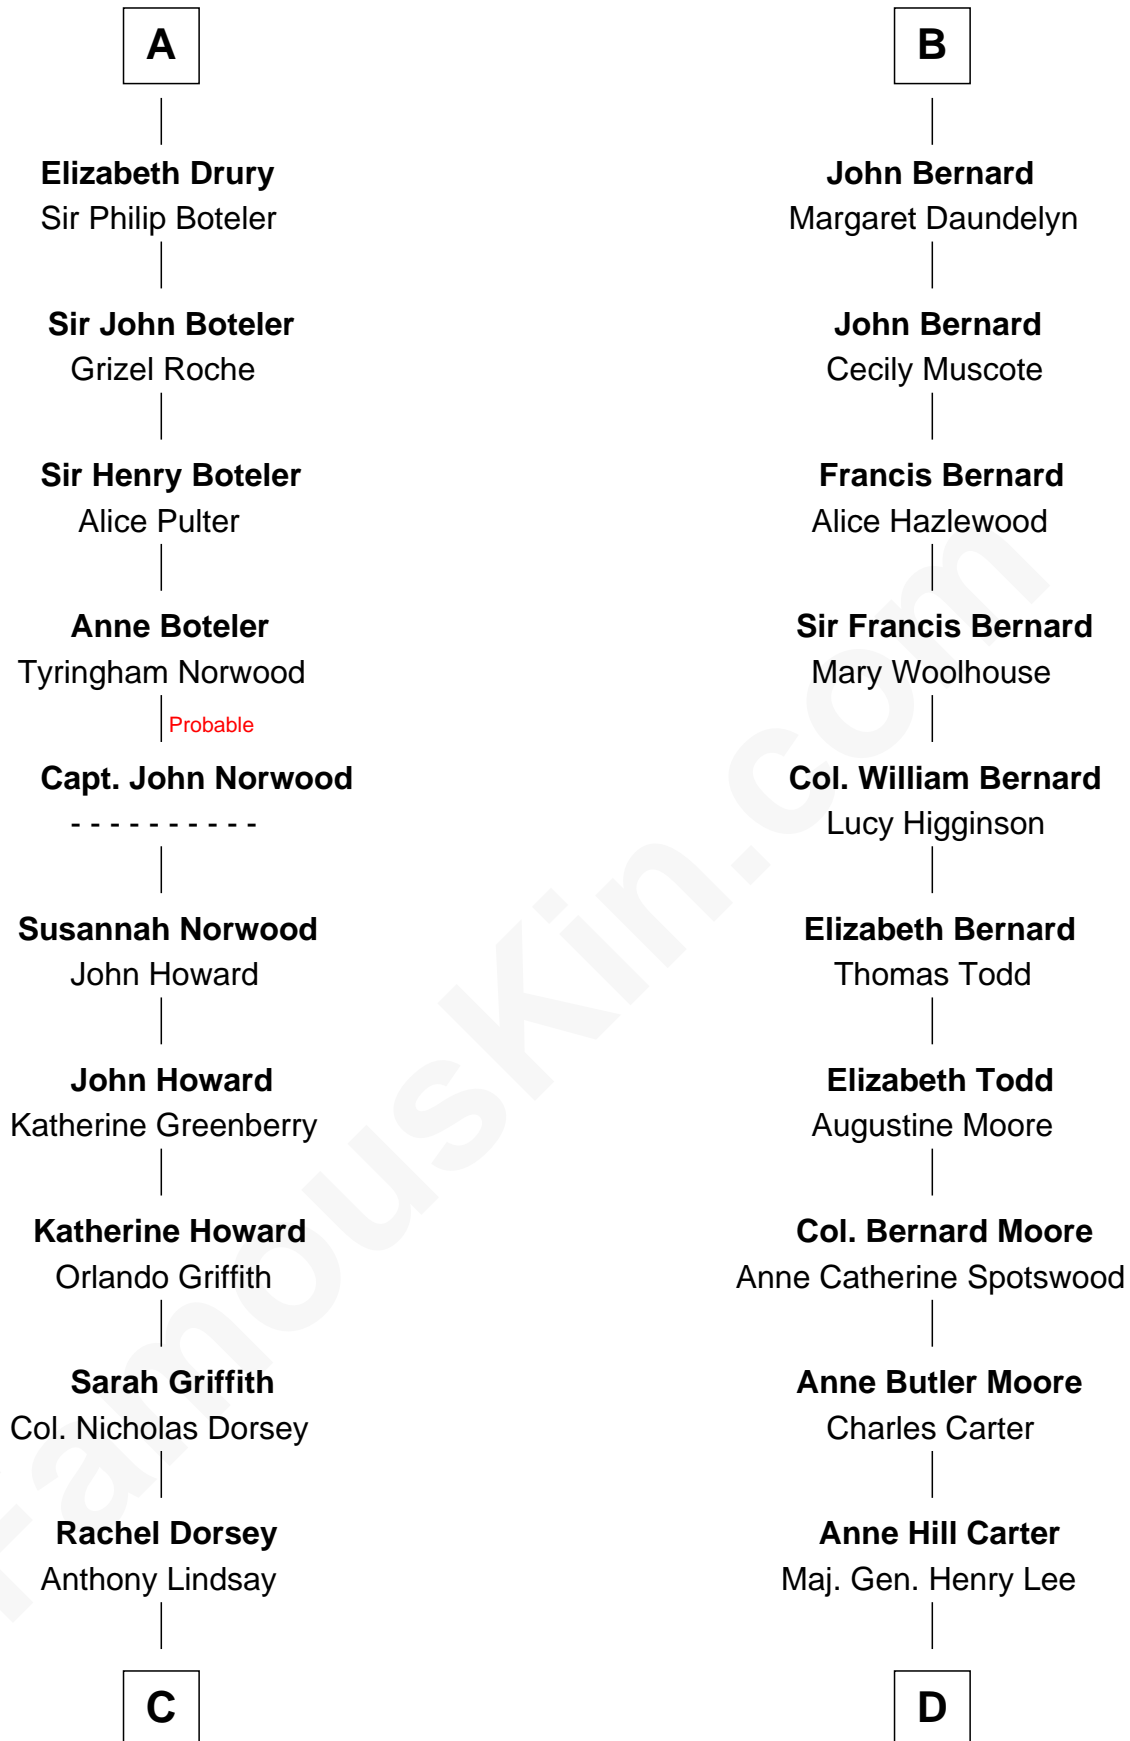 A
Elizabeth Drury
Sir Philip Boteler
Sir John Boteler
Grizel Roche
Sir Henry Boteler
Alice Pulter
Anne Boteler
Tyringham Norwood
Probable
Capt. John Norwood
- - - - - - - - - -
Susannah Norwood
John Howard
John Howard
Katherine Greenberry
Katherine Howard
Orlando Griffith
Sarah Griffith
Col. Nicholas Dorsey
Rachel Dorsey
Anthony Lindsay
C
B
John Bernard
Margaret Daundelyn
John Bernard
Cecily Muscote
Francis Bernard
Alice Hazlewood
Sir Francis Bernard
Mary Woolhouse
Col. William Bernard
Lucy Higginson
Elizabeth Bernard
Thomas Todd
Elizabeth Todd
Augustine Moore
Col. Bernard Moore
Anne Catherine Spotswood
Anne Butler Moore
Charles Carter
Anne Hill Carter
Maj. Gen. Henry Lee
D
FamousKin.com